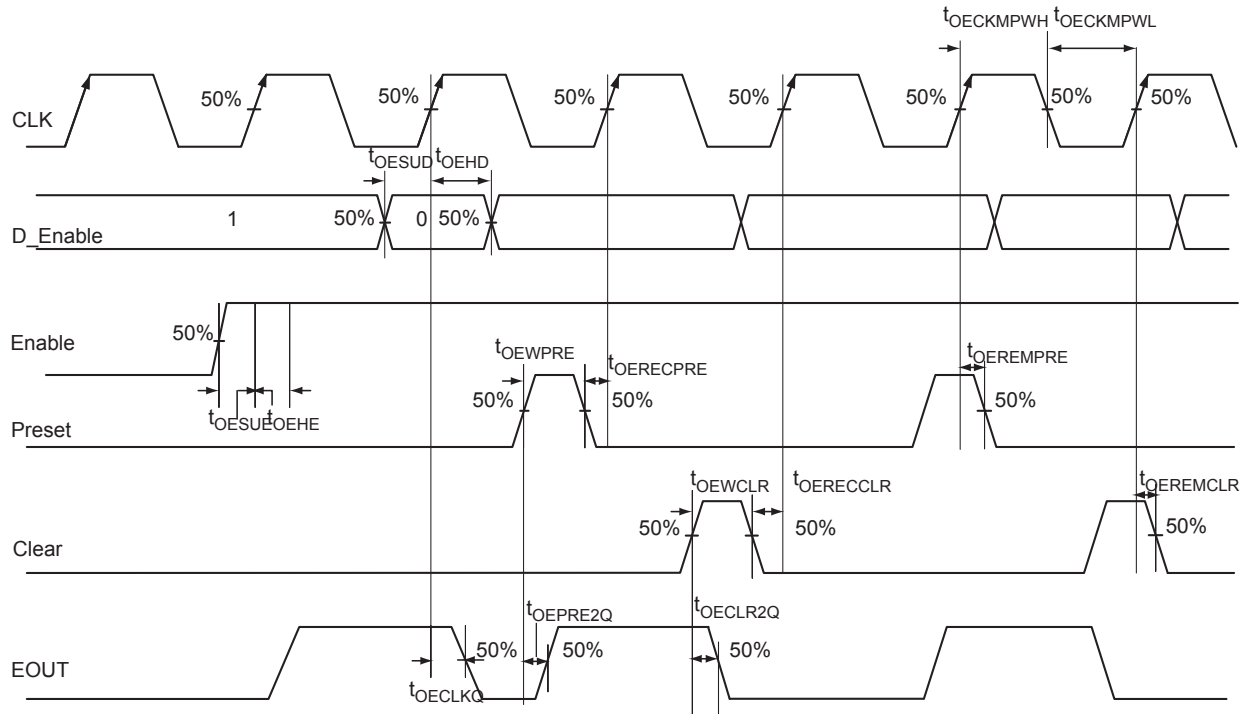 tOECKMPWH tOECKMPWL
CLK
50%
50%
50%
50%
50%
50%
50%
tOESUD tOEHD
D_Enable
1
50%
0
50%
Enable
50%
tOESUE tOEHE
Preset
tOEWPRE
tOERECPRE
50%
50%
tOEREMPRE
50%
Clear
tOEWCLR
tOERECCLR
50%
50%
tOEREMCLR
50%
EOUT
50%
tOECLKQ
tOEPRE2Q
50%
tOECLR2Q
50%